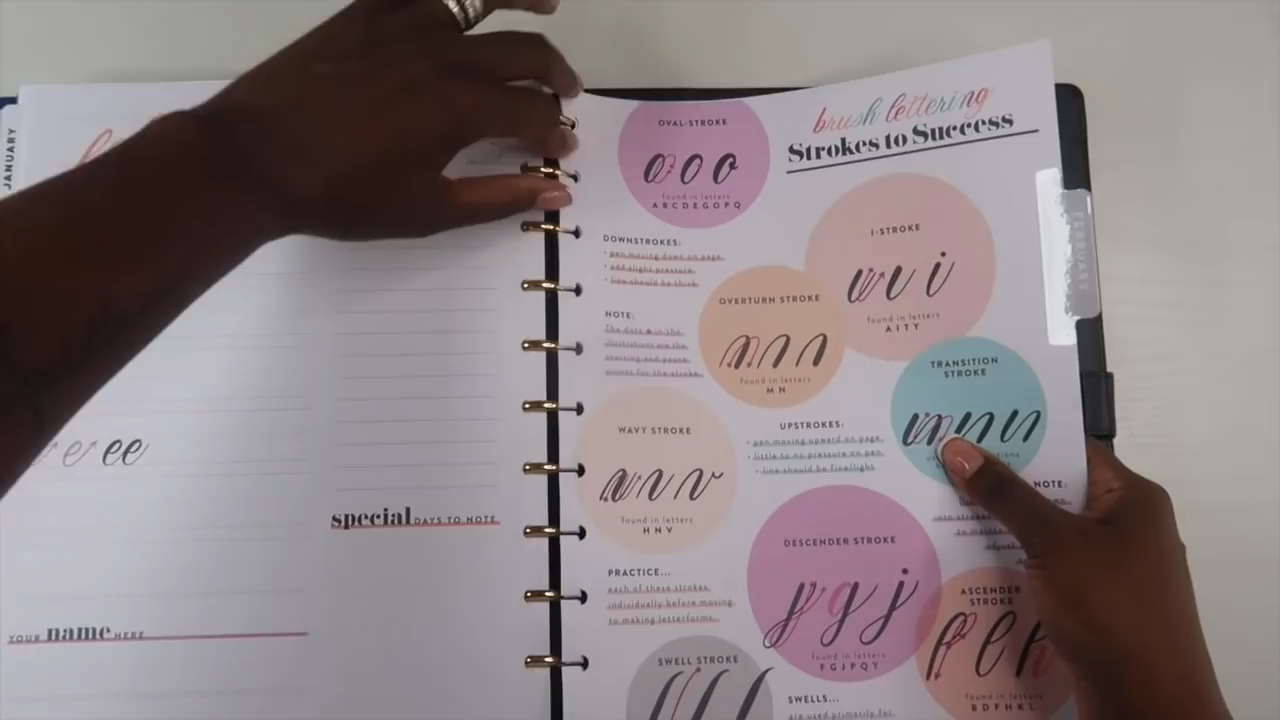 JANUARY
e ee
special DAYS TO NOTE
YOUR name HERE
brush lettering
Strokes to Success
OVAL-STROKE
o o o
found in letters
A B C D E G O P Q
I-STROKE
i
found in letters
A I T Y
FEBRUARY
DOWNSTROKES:
• pen moving down on page
• add slight pressure
• line should be thick
OVERTURN STROKE
found in letters
M N
NOTE:
The dots • in the
illustrations are the
starting and pause
points for the stroke.
TRANSITION
STROKE
WAVY STROKE
found in letters
H N V
UPSTROKES:
• pen moving upward on page
• little to no pressure on pen
• line should be fine/light
NOTE:
DESCENDER STROKE
y g j
found in letters
F G J P Q Y
PRACTICE...
each of these strokes
individually before moving
to making letterforms.
ASCENDER
STROKE
found in letters
B D F H K L
SWELL STROKE
SWELLS...
are used primarily for